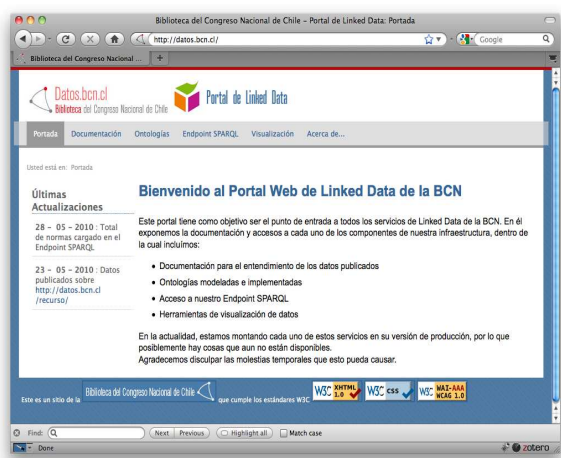 Biblioteca del Congreso Nacional de Chile – Portal de Linked Data: Portada
http://datos.bcn.cl/
Google
Biblioteca del Congreso Nacional ...
Datos.bcn.cl
Biblioteca del Congreso Nacional de Chile
Portal de Linked Data
Portada Documentación Ontologías Endpoint SPARQL Visualización Acerca de...
Usted está en: Portada
Últimas
Actualizaciones
28 – 05 – 2010 : Total
de normas cargado en el
Endpoint SPARQL
23 – 05 – 2010 : Datos
publicados sobre
http://datos.bcn.cl
/recurso/
Bienvenido al Portal Web de Linked Data de la BCN
Este portal tiene como objetivo ser el punto de entrada a todos los servicios de Linked Data de la BCN. En él
exponemos la documentación y accesos a cada uno de los componentes de nuestra infraestructura, dentro de
la cual incluímos:
• Documentación para el entendimiento de los datos publicados
• Ontologías modeladas e implementadas
• Acceso a nuestro Endpoint SPARQL
• Herramientas de visualización de datos
En la actualidad, estamos montando cada uno de estos servicios en su versión de producción, por lo que
posiblemente hay cosas que aun no están disponibles.
Agradecemos disculpar las molestias temporales que esto pueda causar.
Este es un sitio de la Biblioteca del Congreso Nacional de Chile que cumple los estándares W3C
W3C XHTML 1.0
W3C css
W3C WAI-AAA WCAG 1.0
Find: Next Previous Highlight all Match case
Done
zotero